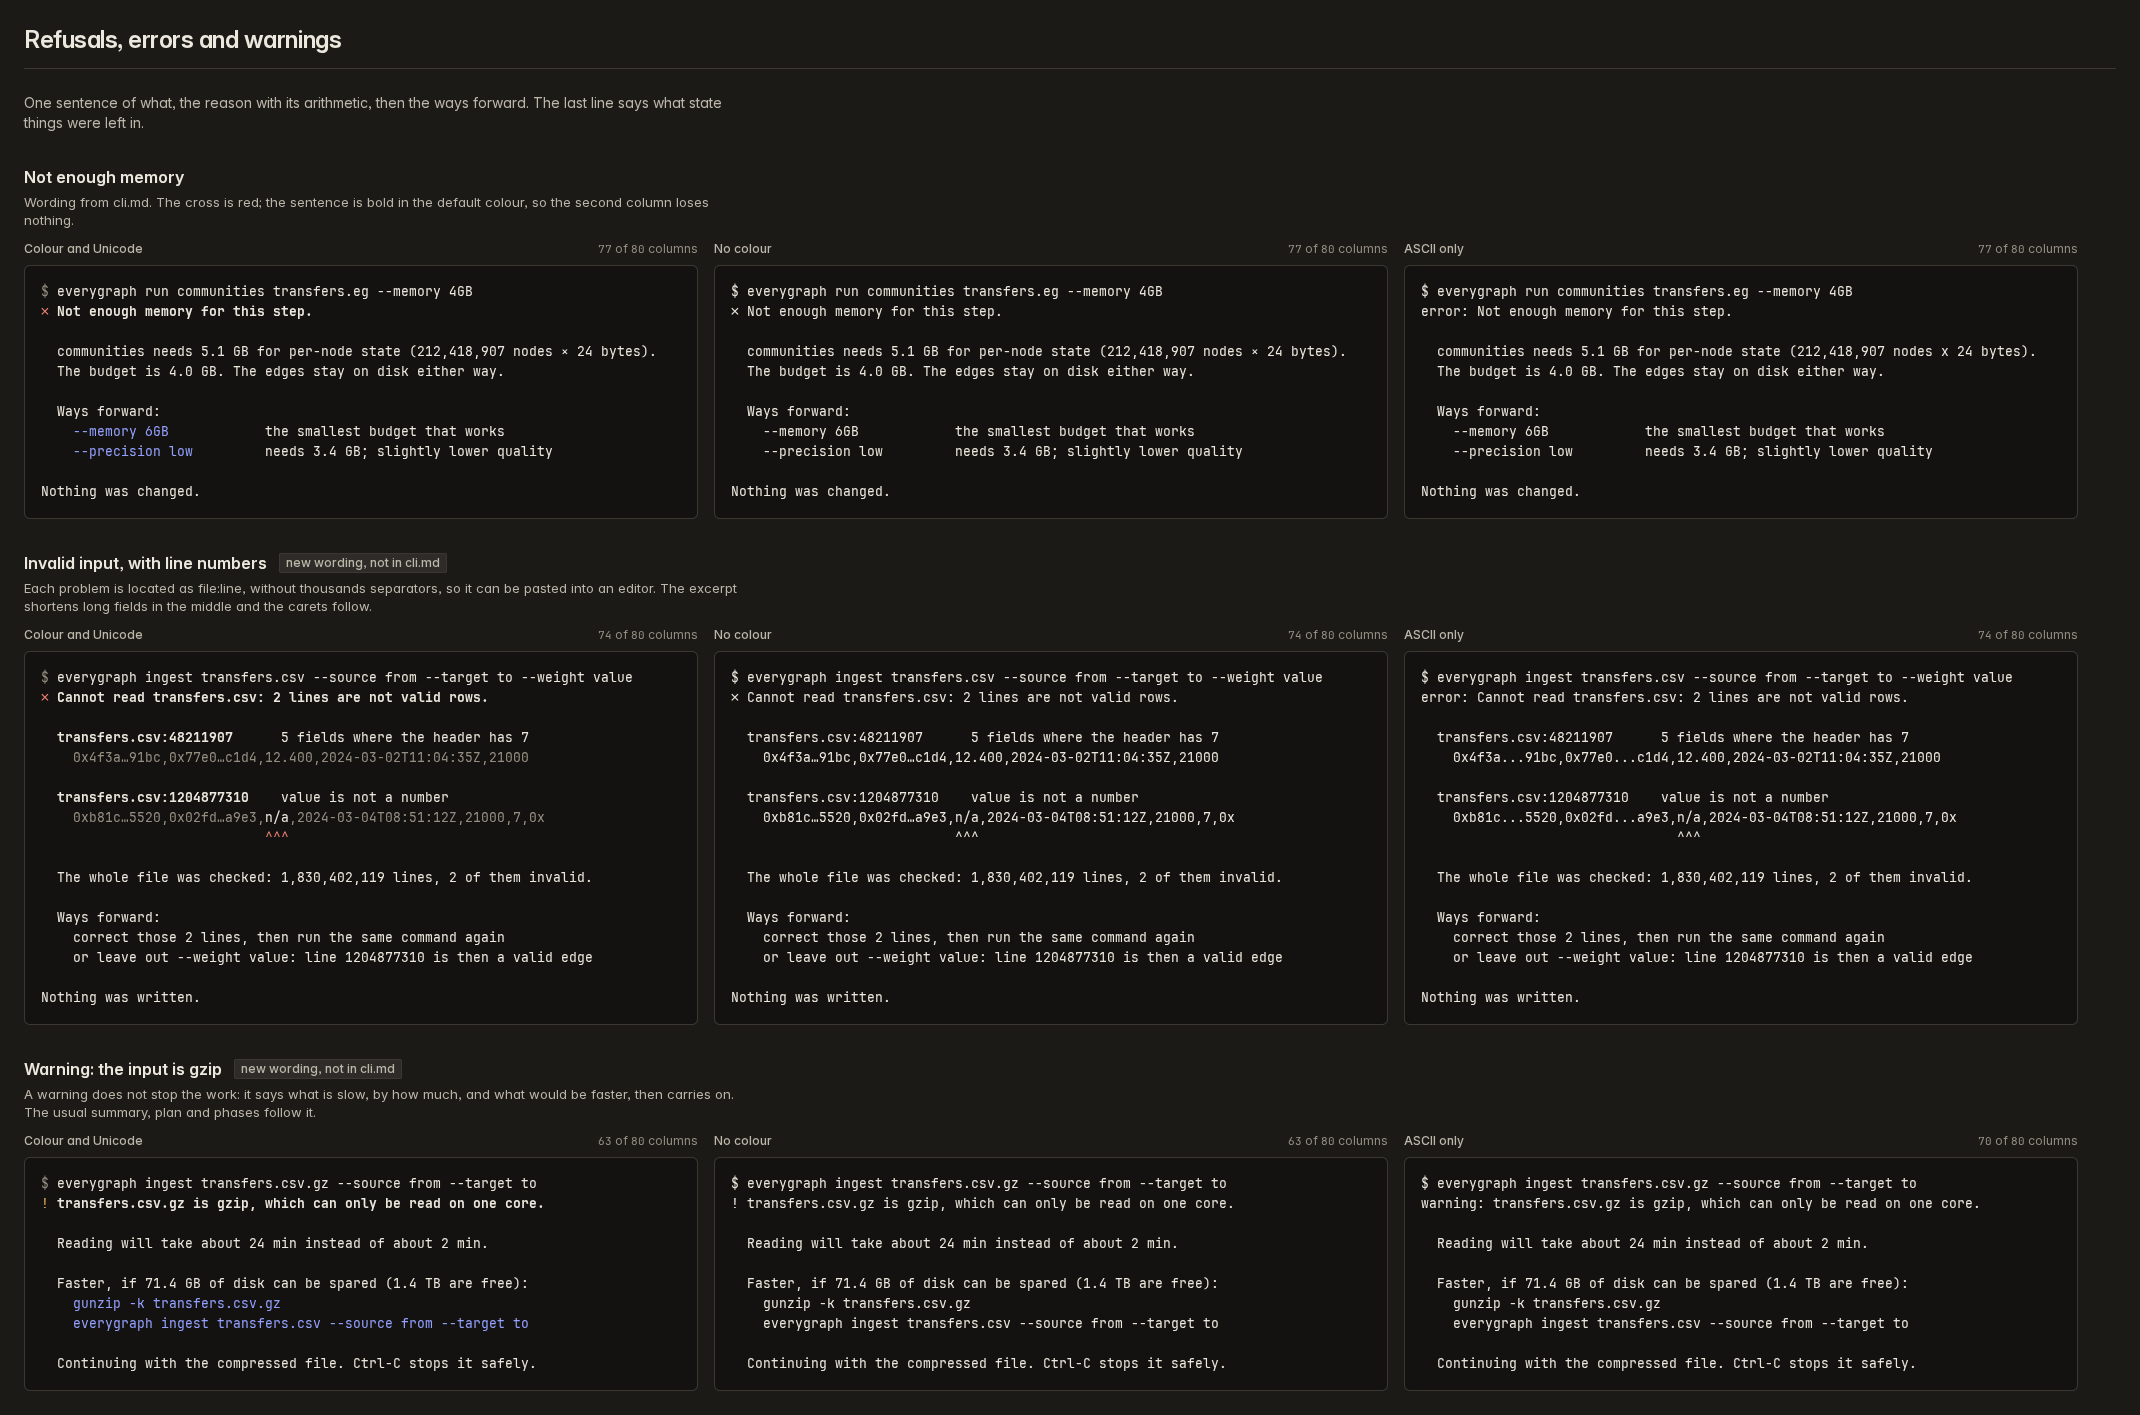 Refusals, errors and warnings
One sentence of what, the reason with its arithmetic, then the ways forward. The last line says what state
things were left in.
Not enough memory
Wording from cli.md. The cross is red; the sentence is bold in the default colour, so the second column loses
nothing.
Colour and Unicode 77 of 80 columns
$ everygraph run communities transfers.eg --memory 4GB
× Not enough memory for this step.
communities needs 5.1 GB for per-node state (212,418,907 nodes × 24 bytes).
The budget is 4.0 GB. The edges stay on disk either way.
Ways forward:
--memory 6GB the smallest budget that works
--precision low needs 3.4 GB; slightly lower quality
Nothing was changed.
No colour 77 of 80 columns
$ everygraph run communities transfers.eg --memory 4GB
× Not enough memory for this step.
communities needs 5.1 GB for per-node state (212,418,907 nodes × 24 bytes).
The budget is 4.0 GB. The edges stay on disk either way.
Ways forward:
--memory 6GB the smallest budget that works
--precision low needs 3.4 GB; slightly lower quality
Nothing was changed.
ASCII only 77 of 80 columns
$ everygraph run communities transfers.eg --memory 4GB
error: Not enough memory for this step.
communities needs 5.1 GB for per-node state (212,418,907 nodes x 24 bytes).
The budget is 4.0 GB. The edges stay on disk either way.
Ways forward:
--memory 6GB the smallest budget that works
--precision low needs 3.4 GB; slightly lower quality
Nothing was changed.
Invalid input, with line numbers new wording, not in cli.md
Each problem is located as file:line, without thousands separators, so it can be pasted into an editor. The excerpt
shortens long fields in the middle and the carets follow.
Colour and Unicode 74 of 80 columns
$ everygraph ingest transfers.csv --source from --target to --weight value
× Cannot read transfers.csv: 2 lines are not valid rows.
transfers.csv:48211907 5 fields where the header has 7
0x4f3a…91bc,0x77e0…c1d4,12.400,2024-03-02T11:04:35Z,21000
transfers.csv:1204877310 value is not a number
0xb81c…5520,0x02fd…a9e3,n/a,2024-03-04T08:51:12Z,21000,7,0x
^^^
The whole file was checked: 1,830,402,119 lines, 2 of them invalid.
Ways forward:
correct those 2 lines, then run the same command again
or leave out --weight value: line 1204877310 is then a valid edge
Nothing was written.
No colour 74 of 80 columns
$ everygraph ingest transfers.csv --source from --target to --weight value
× Cannot read transfers.csv: 2 lines are not valid rows.
transfers.csv:48211907 5 fields where the header has 7
0x4f3a…91bc,0x77e0…c1d4,12.400,2024-03-02T11:04:35Z,21000
transfers.csv:1204877310 value is not a number
0xb81c…5520,0x02fd…a9e3,n/a,2024-03-04T08:51:12Z,21000,7,0x
^^^
The whole file was checked: 1,830,402,119 lines, 2 of them invalid.
Ways forward:
correct those 2 lines, then run the same command again
or leave out --weight value: line 1204877310 is then a valid edge
Nothing was written.
ASCII only 74 of 80 columns
$ everygraph ingest transfers.csv --source from --target to --weight value
error: Cannot read transfers.csv: 2 lines are not valid rows.
transfers.csv:48211907 5 fields where the header has 7
0x4f3a...91bc,0x77e0...c1d4,12.400,2024-03-02T11:04:35Z,21000
transfers.csv:1204877310 value is not a number
0xb81c...5520,0x02fd...a9e3,n/a,2024-03-04T08:51:12Z,21000,7,0x
^^^
The whole file was checked: 1,830,402,119 lines, 2 of them invalid.
Ways forward:
correct those 2 lines, then run the same command again
or leave out --weight value: line 1204877310 is then a valid edge
Nothing was written.
Warning: the input is gzip new wording, not in cli.md
A warning does not stop the work: it says what is slow, by how much, and what would be faster, then carries on.
The usual summary, plan and phases follow it.
Colour and Unicode 63 of 80 columns
$ everygraph ingest transfers.csv.gz --source from --target to
! transfers.csv.gz is gzip, which can only be read on one core.
Reading will take about 24 min instead of about 2 min.
Faster, if 71.4 GB of disk can be spared (1.4 TB are free):
gunzip -k transfers.csv.gz
everygraph ingest transfers.csv --source from --target to
Continuing with the compressed file. Ctrl-C stops it safely.
No colour 63 of 80 columns
$ everygraph ingest transfers.csv.gz --source from --target to
! transfers.csv.gz is gzip, which can only be read on one core.
Reading will take about 24 min instead of about 2 min.
Faster, if 71.4 GB of disk can be spared (1.4 TB are free):
gunzip -k transfers.csv.gz
everygraph ingest transfers.csv --source from --target to
Continuing with the compressed file. Ctrl-C stops it safely.
ASCII only 70 of 80 columns
$ everygraph ingest transfers.csv.gz --source from --target to
warning: transfers.csv.gz is gzip, which can only be read on one core.
Reading will take about 24 min instead of about 2 min.
Faster, if 71.4 GB of disk can be spared (1.4 TB are free):
gunzip -k transfers.csv.gz
everygraph ingest transfers.csv --source from --target to
Continuing with the compressed file. Ctrl-C stops it safely.